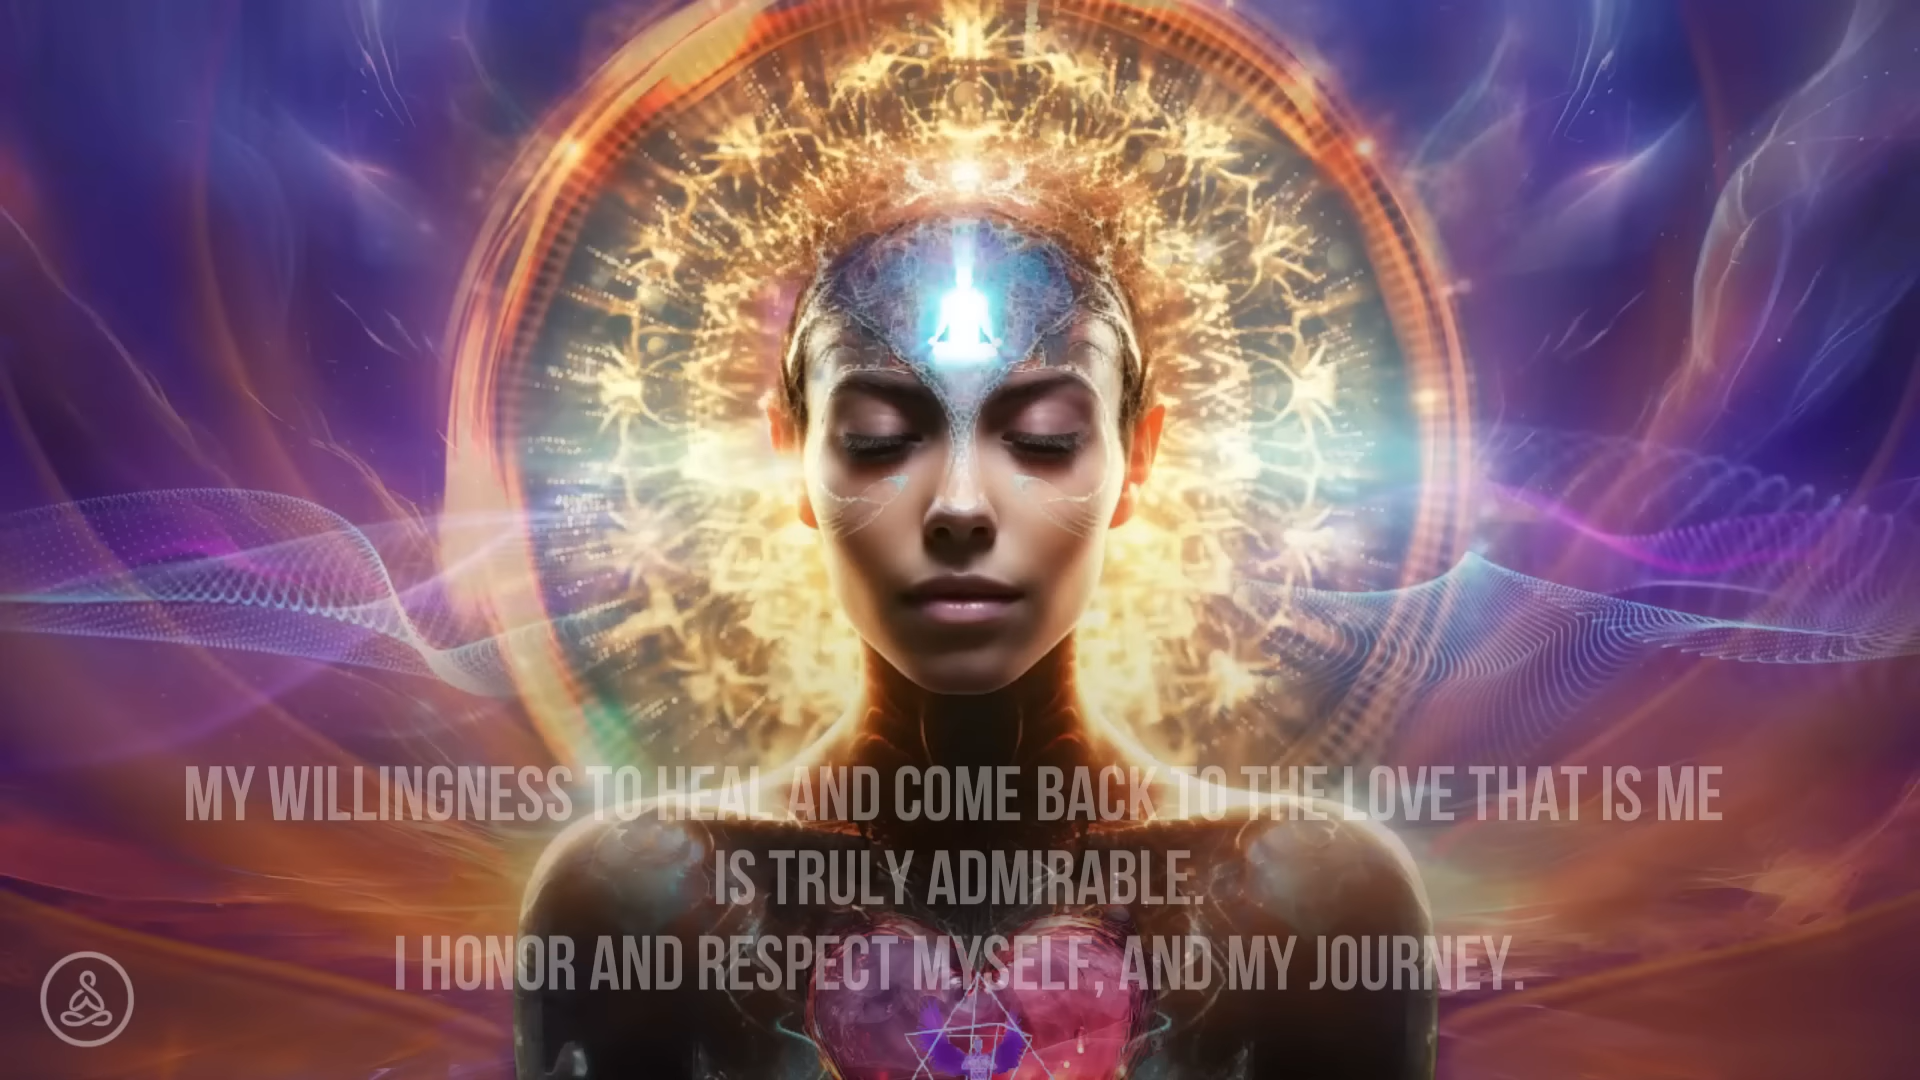 MY WILLINGNESS TO HEAL AND COME BACK TO THE LOVE THAT IS ME
IS TRULY ADMIRABLE.
I HONOR AND RESPECT MYSELF, AND MY JOURNEY.